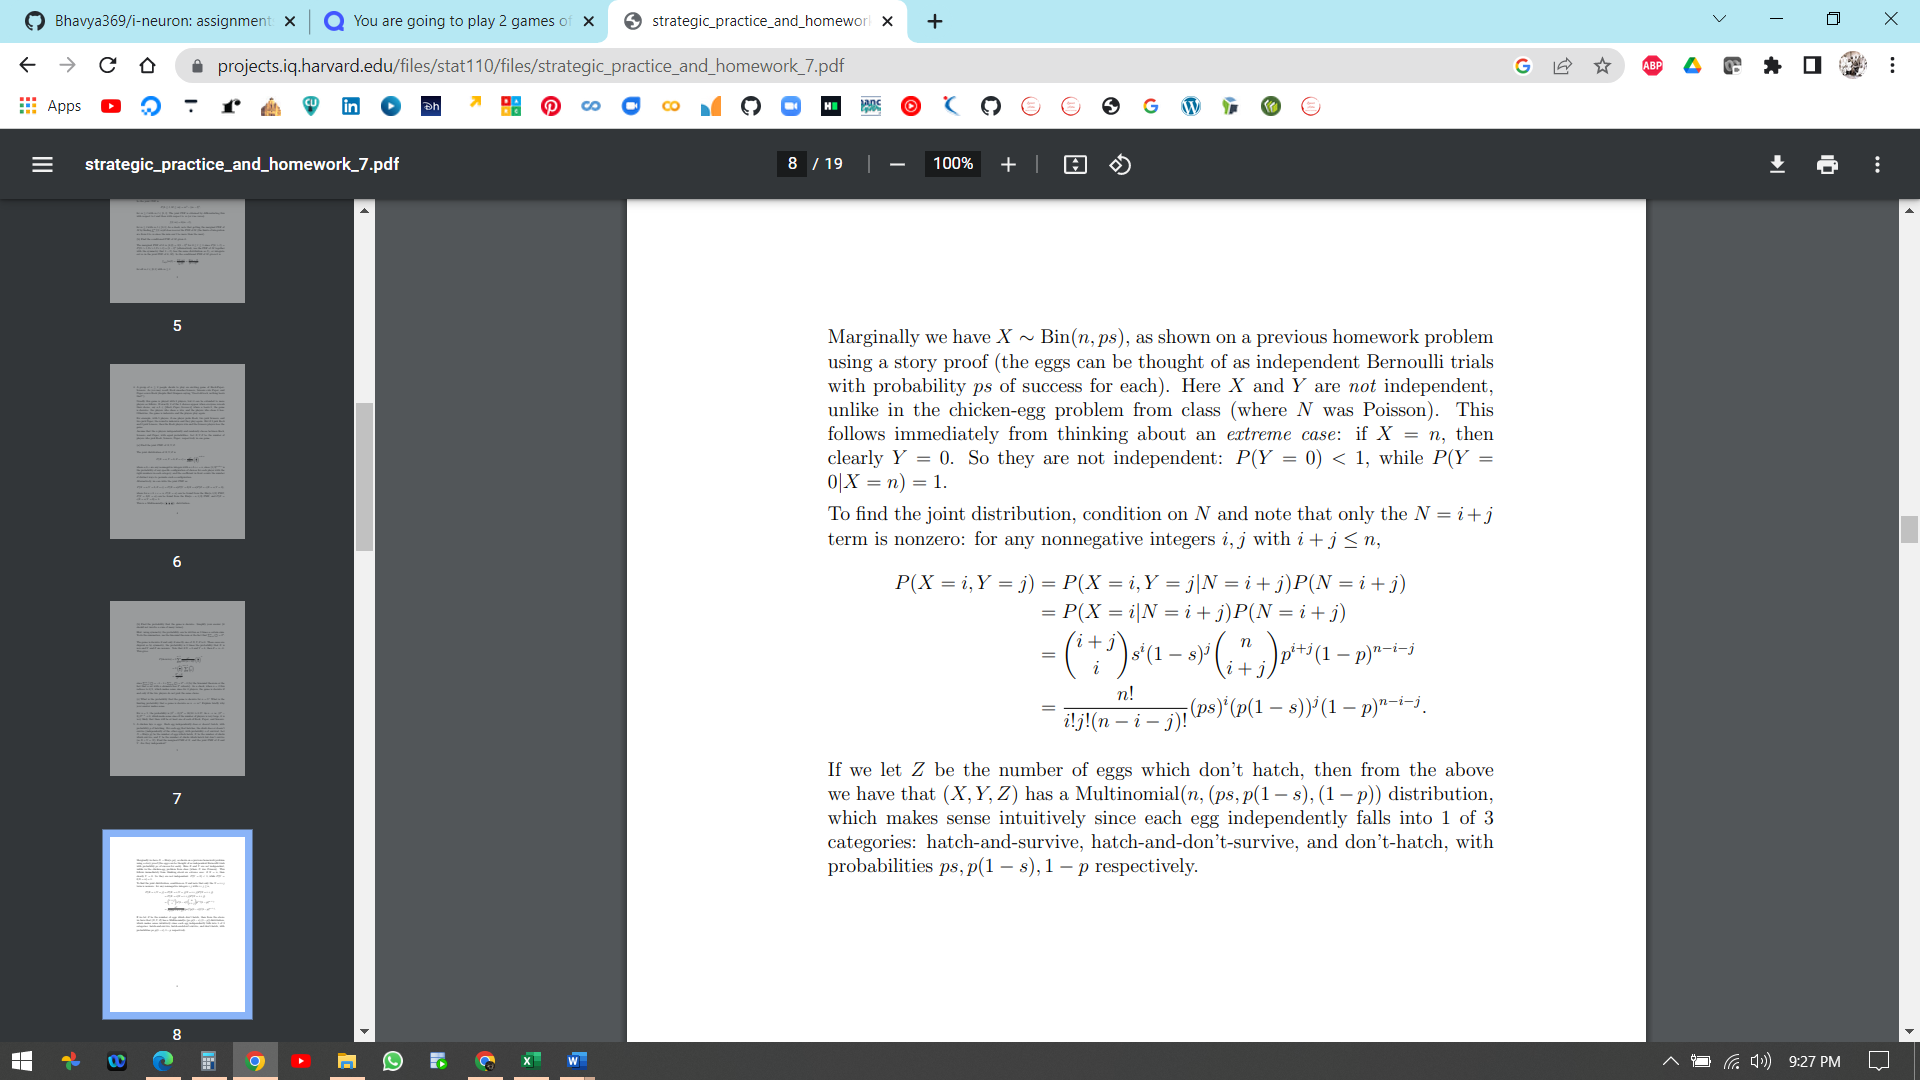 Bhavya369/i-neuron: assignment
You are going to play 2 games of
strategic_practice_and_homewor
projects.iq.harvard.edu/files/stat110/files/strategic_practice_and_homework_7.pdf
ABP
Apps
strategic_practice_and_homework_7.pdf
8 / 19
100%
5
6
7
8
Marginally we have X ∼ Bin(n, ps), as shown on a previous homework problem
using a story proof (the eggs can be thought of as independent Bernoulli trials
with probability ps of success for each). Here X and Y are not independent,
unlike in the chicken-egg problem from class (where N was Poisson). This
follows immediately from thinking about an extreme case: if X = n, then
clearly Y = 0. So they are not independent: P(Y = 0) < 1, while P(Y =
0|X = n) = 1.
To find the joint distribution, condition on N and note that only the N = i+j
term is nonzero: for any nonnegative integers i, j with i + j ≤ n,
P(X = i, Y = j) = P(X = i, Y = j|N = i + j)P(N = i + j)
= P(X = i|N = i + j)P(N = i + j)
= (i + j choose i) s^i (1 − s)^j (n choose i + j) p^{i+j} (1 − p)^{n−i−j}
= n! / (i!j!(n − i − j)!) (ps)^i (p(1 − s))^j (1 − p)^{n−i−j}.
If we let Z be the number of eggs which don't hatch, then from the above
we have that (X, Y, Z) has a Multinomial(n, (ps, p(1 − s), (1 − p)) distribution,
which makes sense intuitively since each egg independently falls into 1 of 3
categories: hatch-and-survive, hatch-and-don't-survive, and don't-hatch, with
probabilities ps, p(1 − s), 1 − p respectively.
9:27 PM